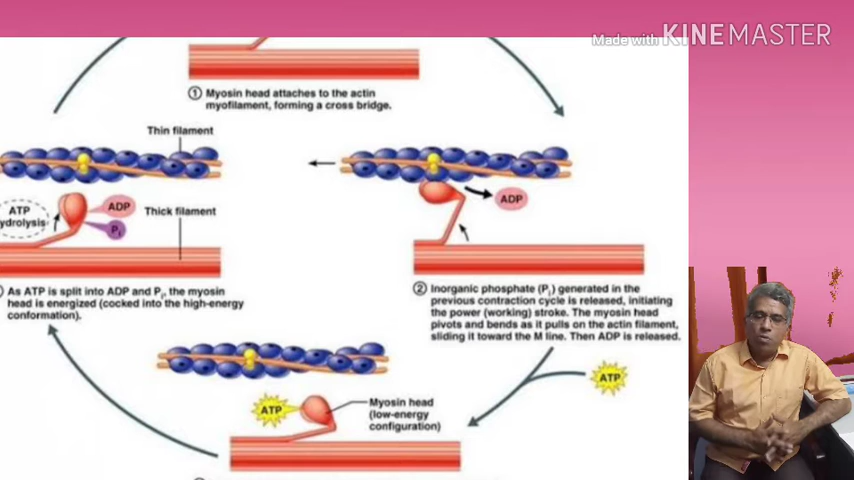 Made with KINEMASTER
① Myosin head attaches to the actin
myofilament, forming a cross bridge.
Thin filament
ATP
ydrolysis
ADP
Pi
Thick filament
ADP
As ATP is split into ADP and Pi, the myosin
head is energized (cocked into the high-energy
conformation).
② Inorganic phosphate (Pi) generated in the
previous contraction cycle is released, initiating
the power (working) stroke. The myosin head
pivots and bends as it pulls on the actin filament,
sliding it toward the M line. Then ADP is released.
ATP
ATP
Myosin head
(low-energy
configuration)